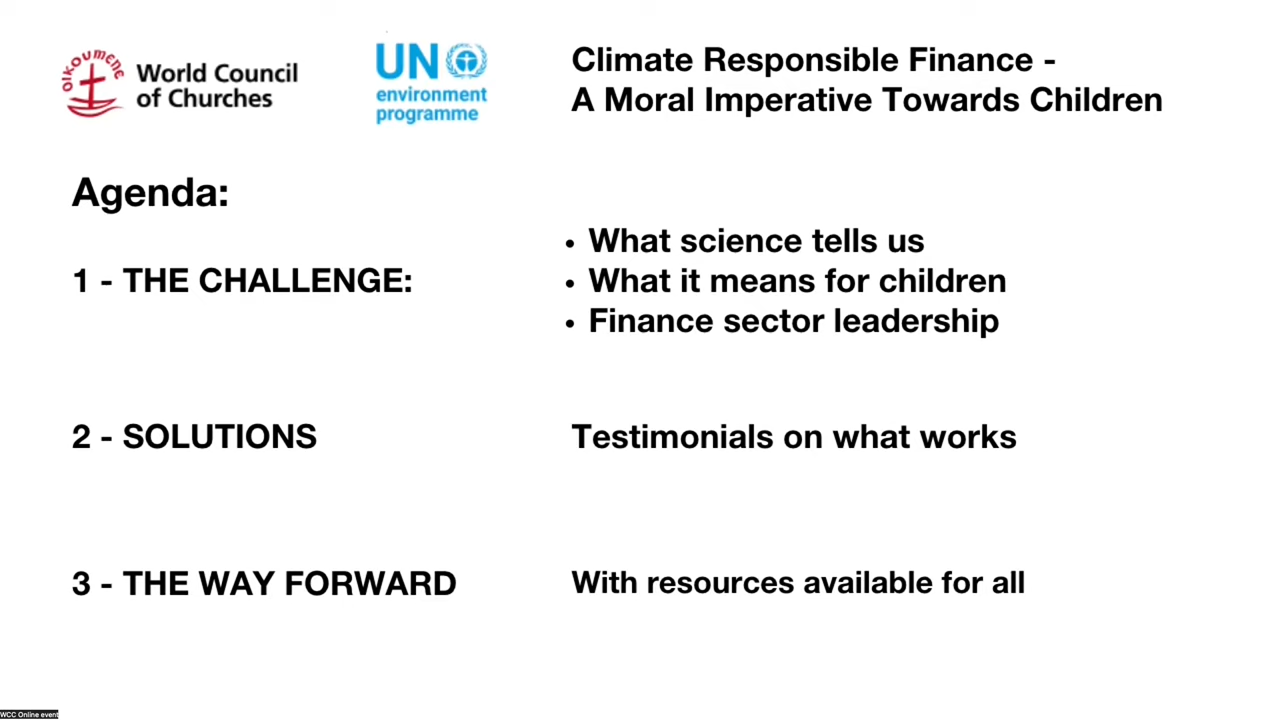 OIKOUMENE
World Council
of Churches
UN
environment
programme
Climate Responsible Finance -
A Moral Imperative Towards Children
Agenda:
1 - THE CHALLENGE:
• What science tells us
• What it means for children
• Finance sector leadership
2 - SOLUTIONS
Testimonials on what works
3 - THE WAY FORWARD
With resources available for all
WCC Online event